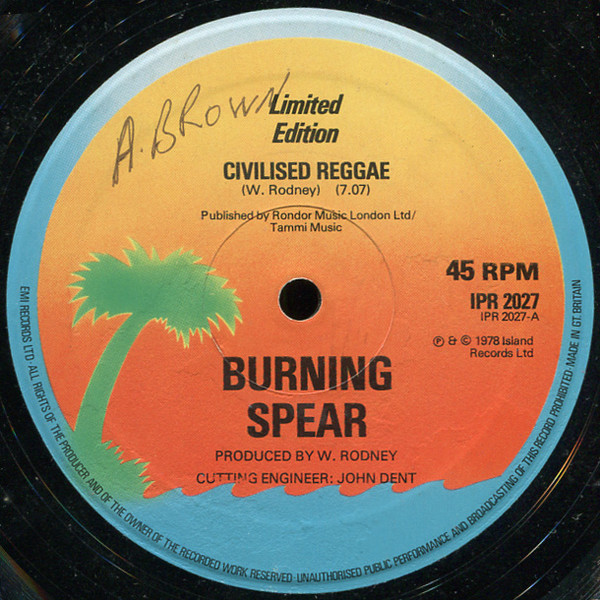 A. BROWN
Limited
Edition
CIVILISED REGGAE
(W. Rodney) (7.07)
Published by Rondor Music London Ltd/
Tammi Music
45 RPM
IPR 2027
IPR 2027-A
Ⓟ & © 1978 Island
Records Ltd
BURNING
SPEAR
PRODUCED BY W. RODNEY
CUTTING ENGINEER: JOHN DENT
EMI RECORDS LTD · ALL RIGHTS OF THE PRODUCER AND OF THE OWNER OF THE RECORDED WORK RESERVED · UNAUTHORISED PUBLIC PERFORMANCE AND BROADCASTING OF THIS RECORD PROHIBITED · MADE IN GT. BRITAIN